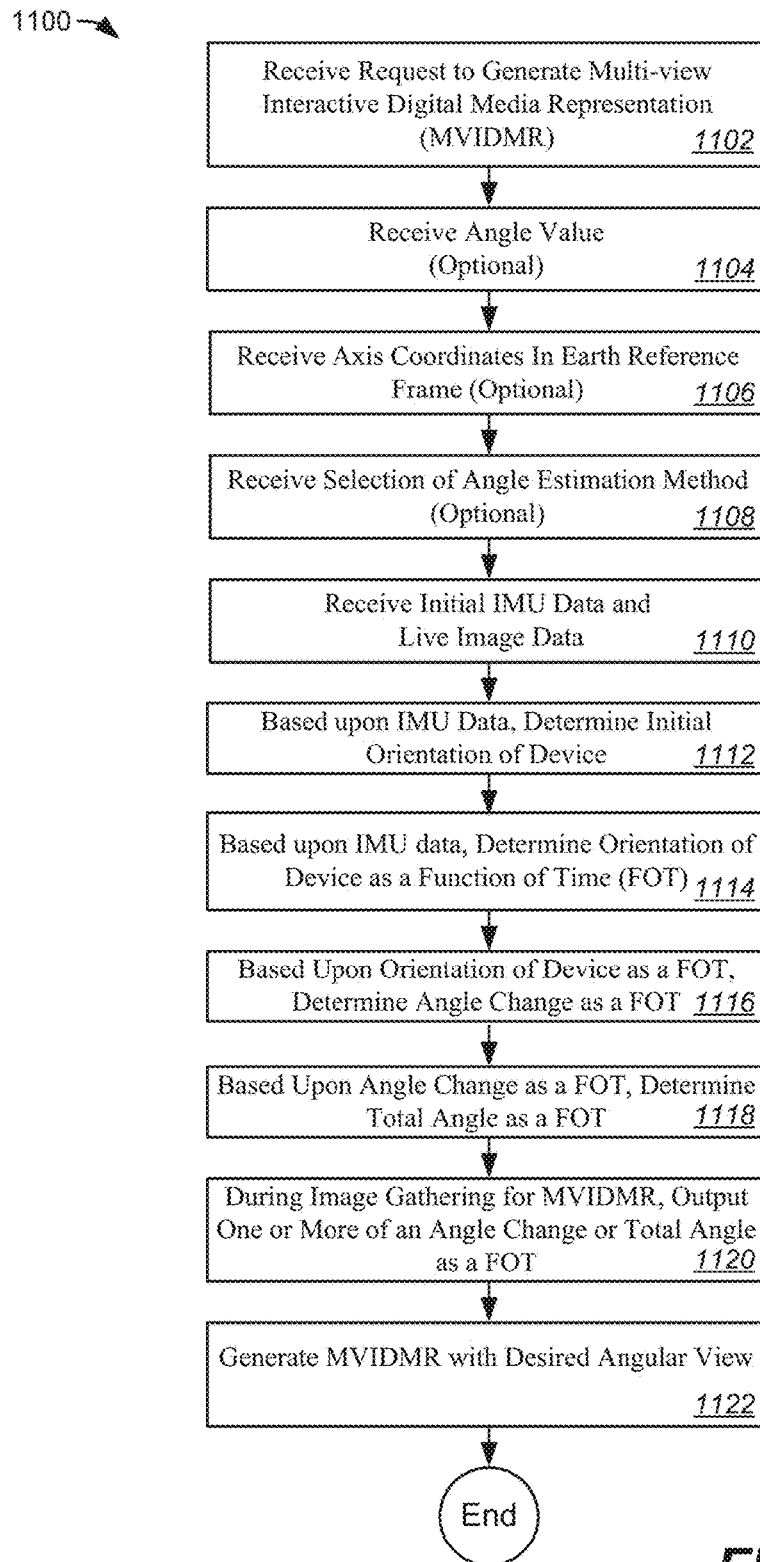 1100
Receive Request to Generate Multi-view
Interactive Digital Media Representation
(MVIDMR) 1102
Receive Angle Value
(Optional) 1104
Receive Axis Coordinates In Earth Reference
Frame (Optional) 1106
Receive Selection of Angle Estimation Method
(Optional) 1108
Receive Initial IMU Data and
Live Image Data 1110
Based upon IMU Data, Determine Initial
Orientation of Device 1112
Based upon IMU data, Determine Orientation of
Device as a Function of Time (FOT) 1114
Based Upon Orientation of Device as a FOT,
Determine Angle Change as a FOT 1116
Based Upon Angle Change as a FOT, Determine
Total Angle as a FOT 1118
During Image Gathering for MVIDMR, Output
One or More of an Angle Change or Total Angle
as a FOT 1120
Generate MVIDMR with Desired Angular View
1122
End